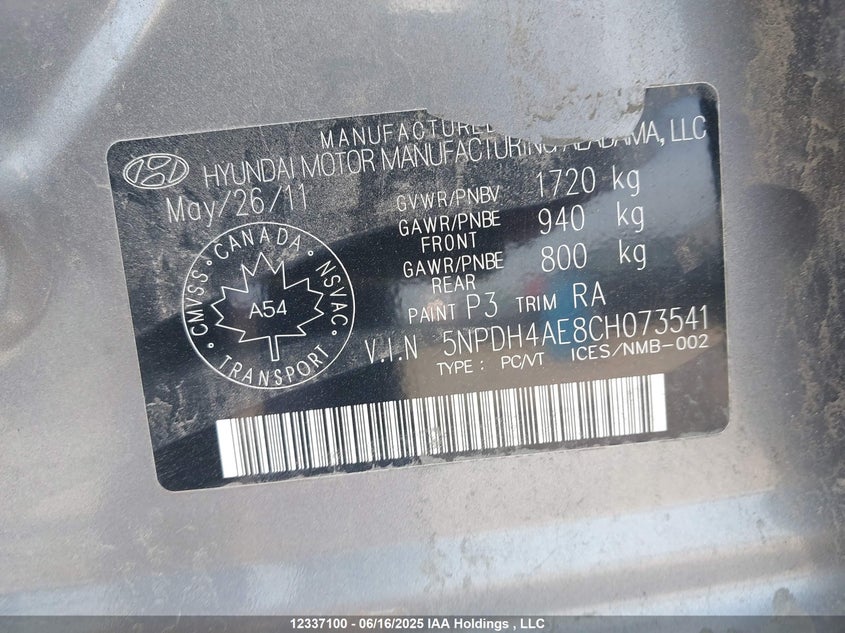 MANUFACTURED
HYUNDAI MOTOR MANUFACTURING ALABAMA, LLC
May/26/11
GVWR/PNBV 1720 kg
GAWR/PNBE FRONT 940 kg
GAWR/PNBE REAR 800 kg
PAINT P3 TRIM RA
V.I.N 5NPDH4AE8CH073541
TYPE : PC/VT ICES/NMB-002
CMVSS · CANADA · NSVAC · TRANSPORT ·
A54
12337100 - 06/16/2025 IAA Holdings , LLC